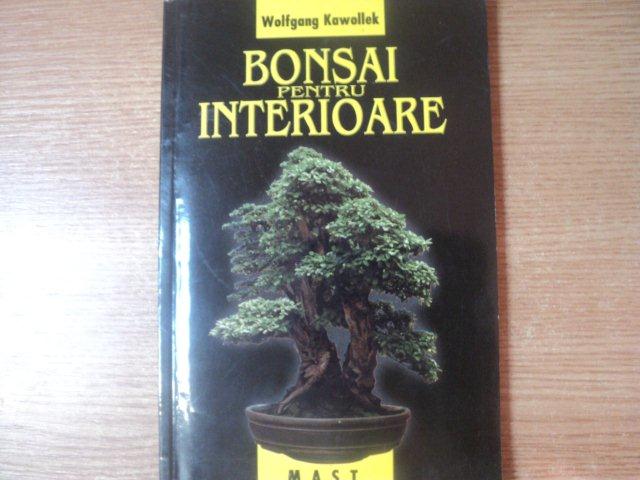 Wolfgang Kawollek
BONSAI
PENTRU
INTERIOARE
MAST